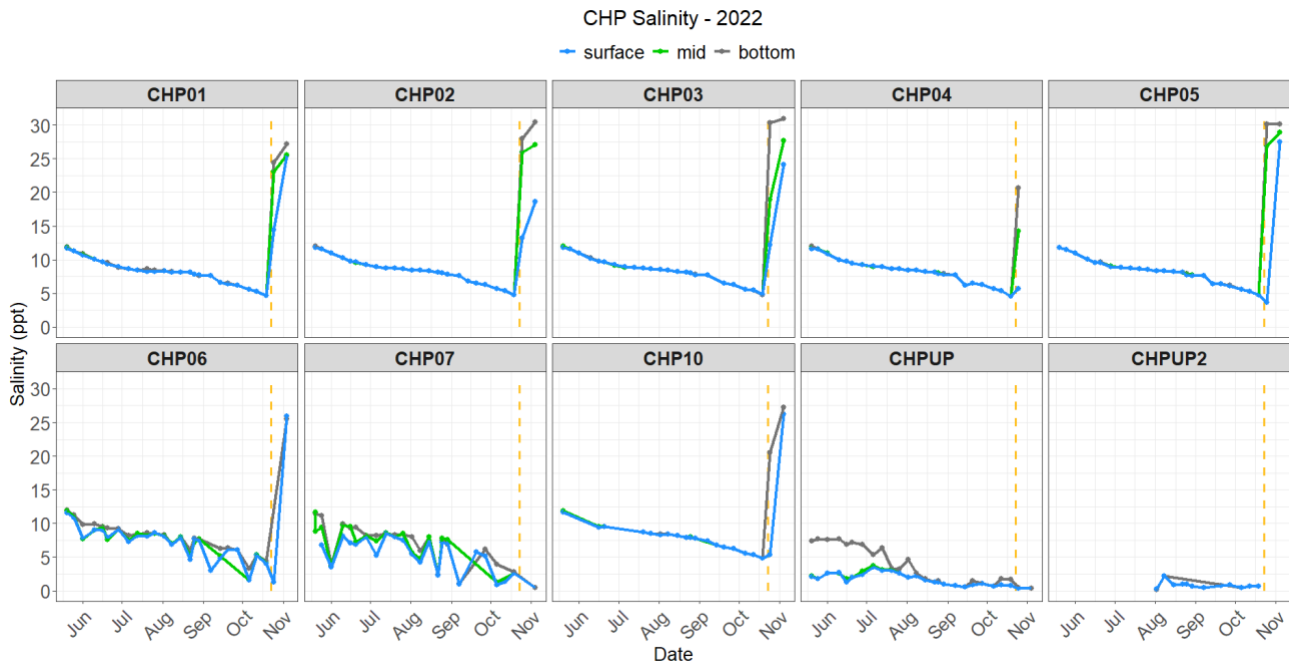 CHP Salinity - 2022
surface mid bottom
CHP01 CHP02 CHP03 CHP04 CHP05
30
25
20
15
10
5
0
CHP06 CHP07 CHP10 CHPUP CHPUP2
30
25
20
15
10
5
0
Salinity (ppt)
Jun Jul Aug Sep Oct Nov Jun Jul Aug Sep Oct Nov Jun Jul Aug Sep Oct Nov Jun Jul Aug Sep Oct Nov Jun Jul Aug Sep Oct Nov
Date